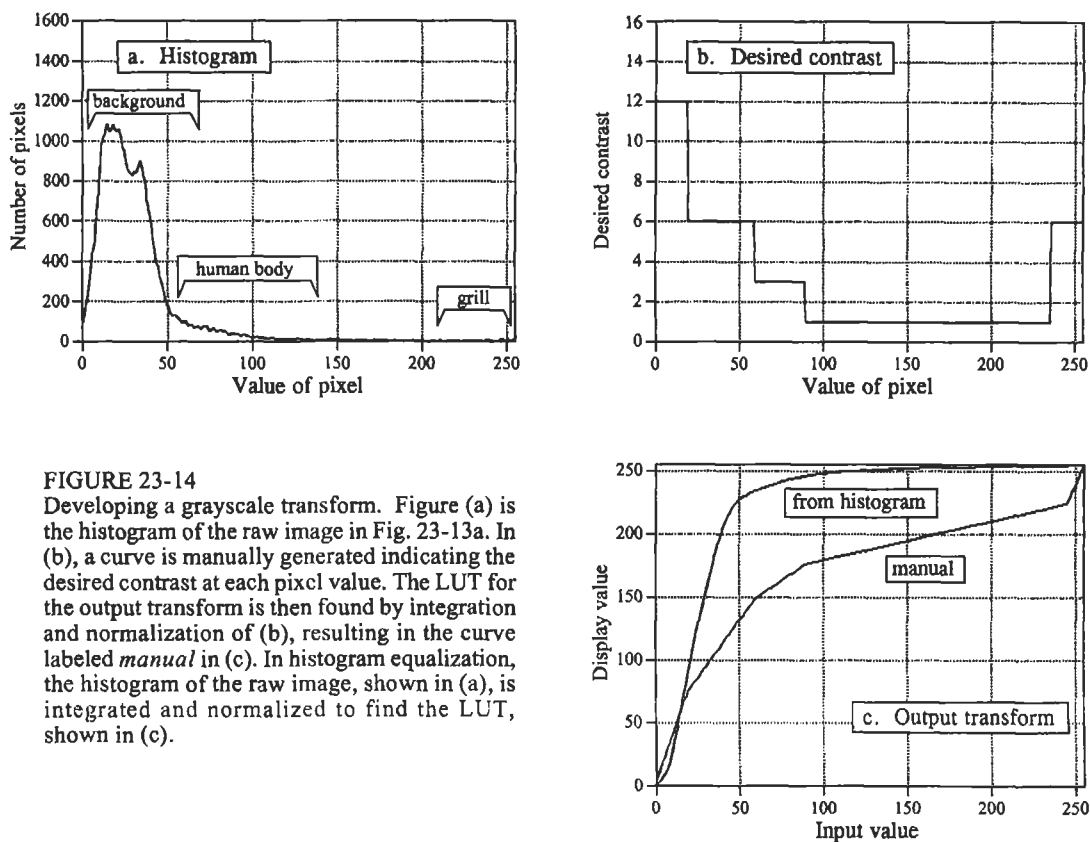 1600
1400
1200
1000
800
600
400
200
0
Number of pixels
a. Histogram
background
human body
grill
0 50 100 150 200 250
Value of pixel
16
14
12
10
8
6
4
2
0
Desired contrast
b. Desired contrast
0 50 100 150 200 250
Value of pixel
FIGURE 23-14
Developing a grayscale transform. Figure (a) is
the histogram of the raw image in Fig. 23-13a. In
(b), a curve is manually generated indicating the
desired contrast at each pixel value. The LUT for
the output transform is then found by integration
and normalization of (b), resulting in the curve
labeled manual in (c). In histogram equalization,
the histogram of the raw image, shown in (a), is
integrated and normalized to find the LUT,
shown in (c).
250
200
150
100
50
0
Display value
from histogram
manual
c. Output transform
0 50 100 150 200 250
Input value